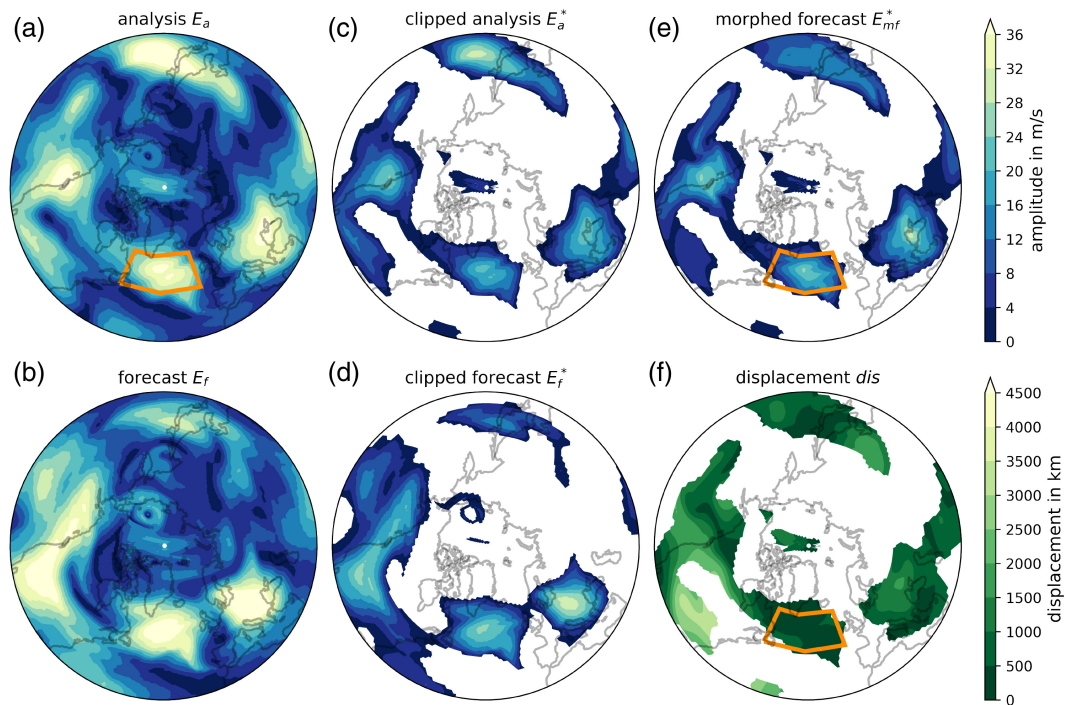 (a) analysis E_a
(c) clipped analysis E_a^*
(e) morphed forecast E_mf^*
36
32
28
24
20
16
12
8
4
0
amplitude in m/s
(b) forecast E_f
(d) clipped forecast E_f^*
(f) displacement dis
4500
4000
3500
3000
2500
2000
1500
1000
500
0
displacement in km